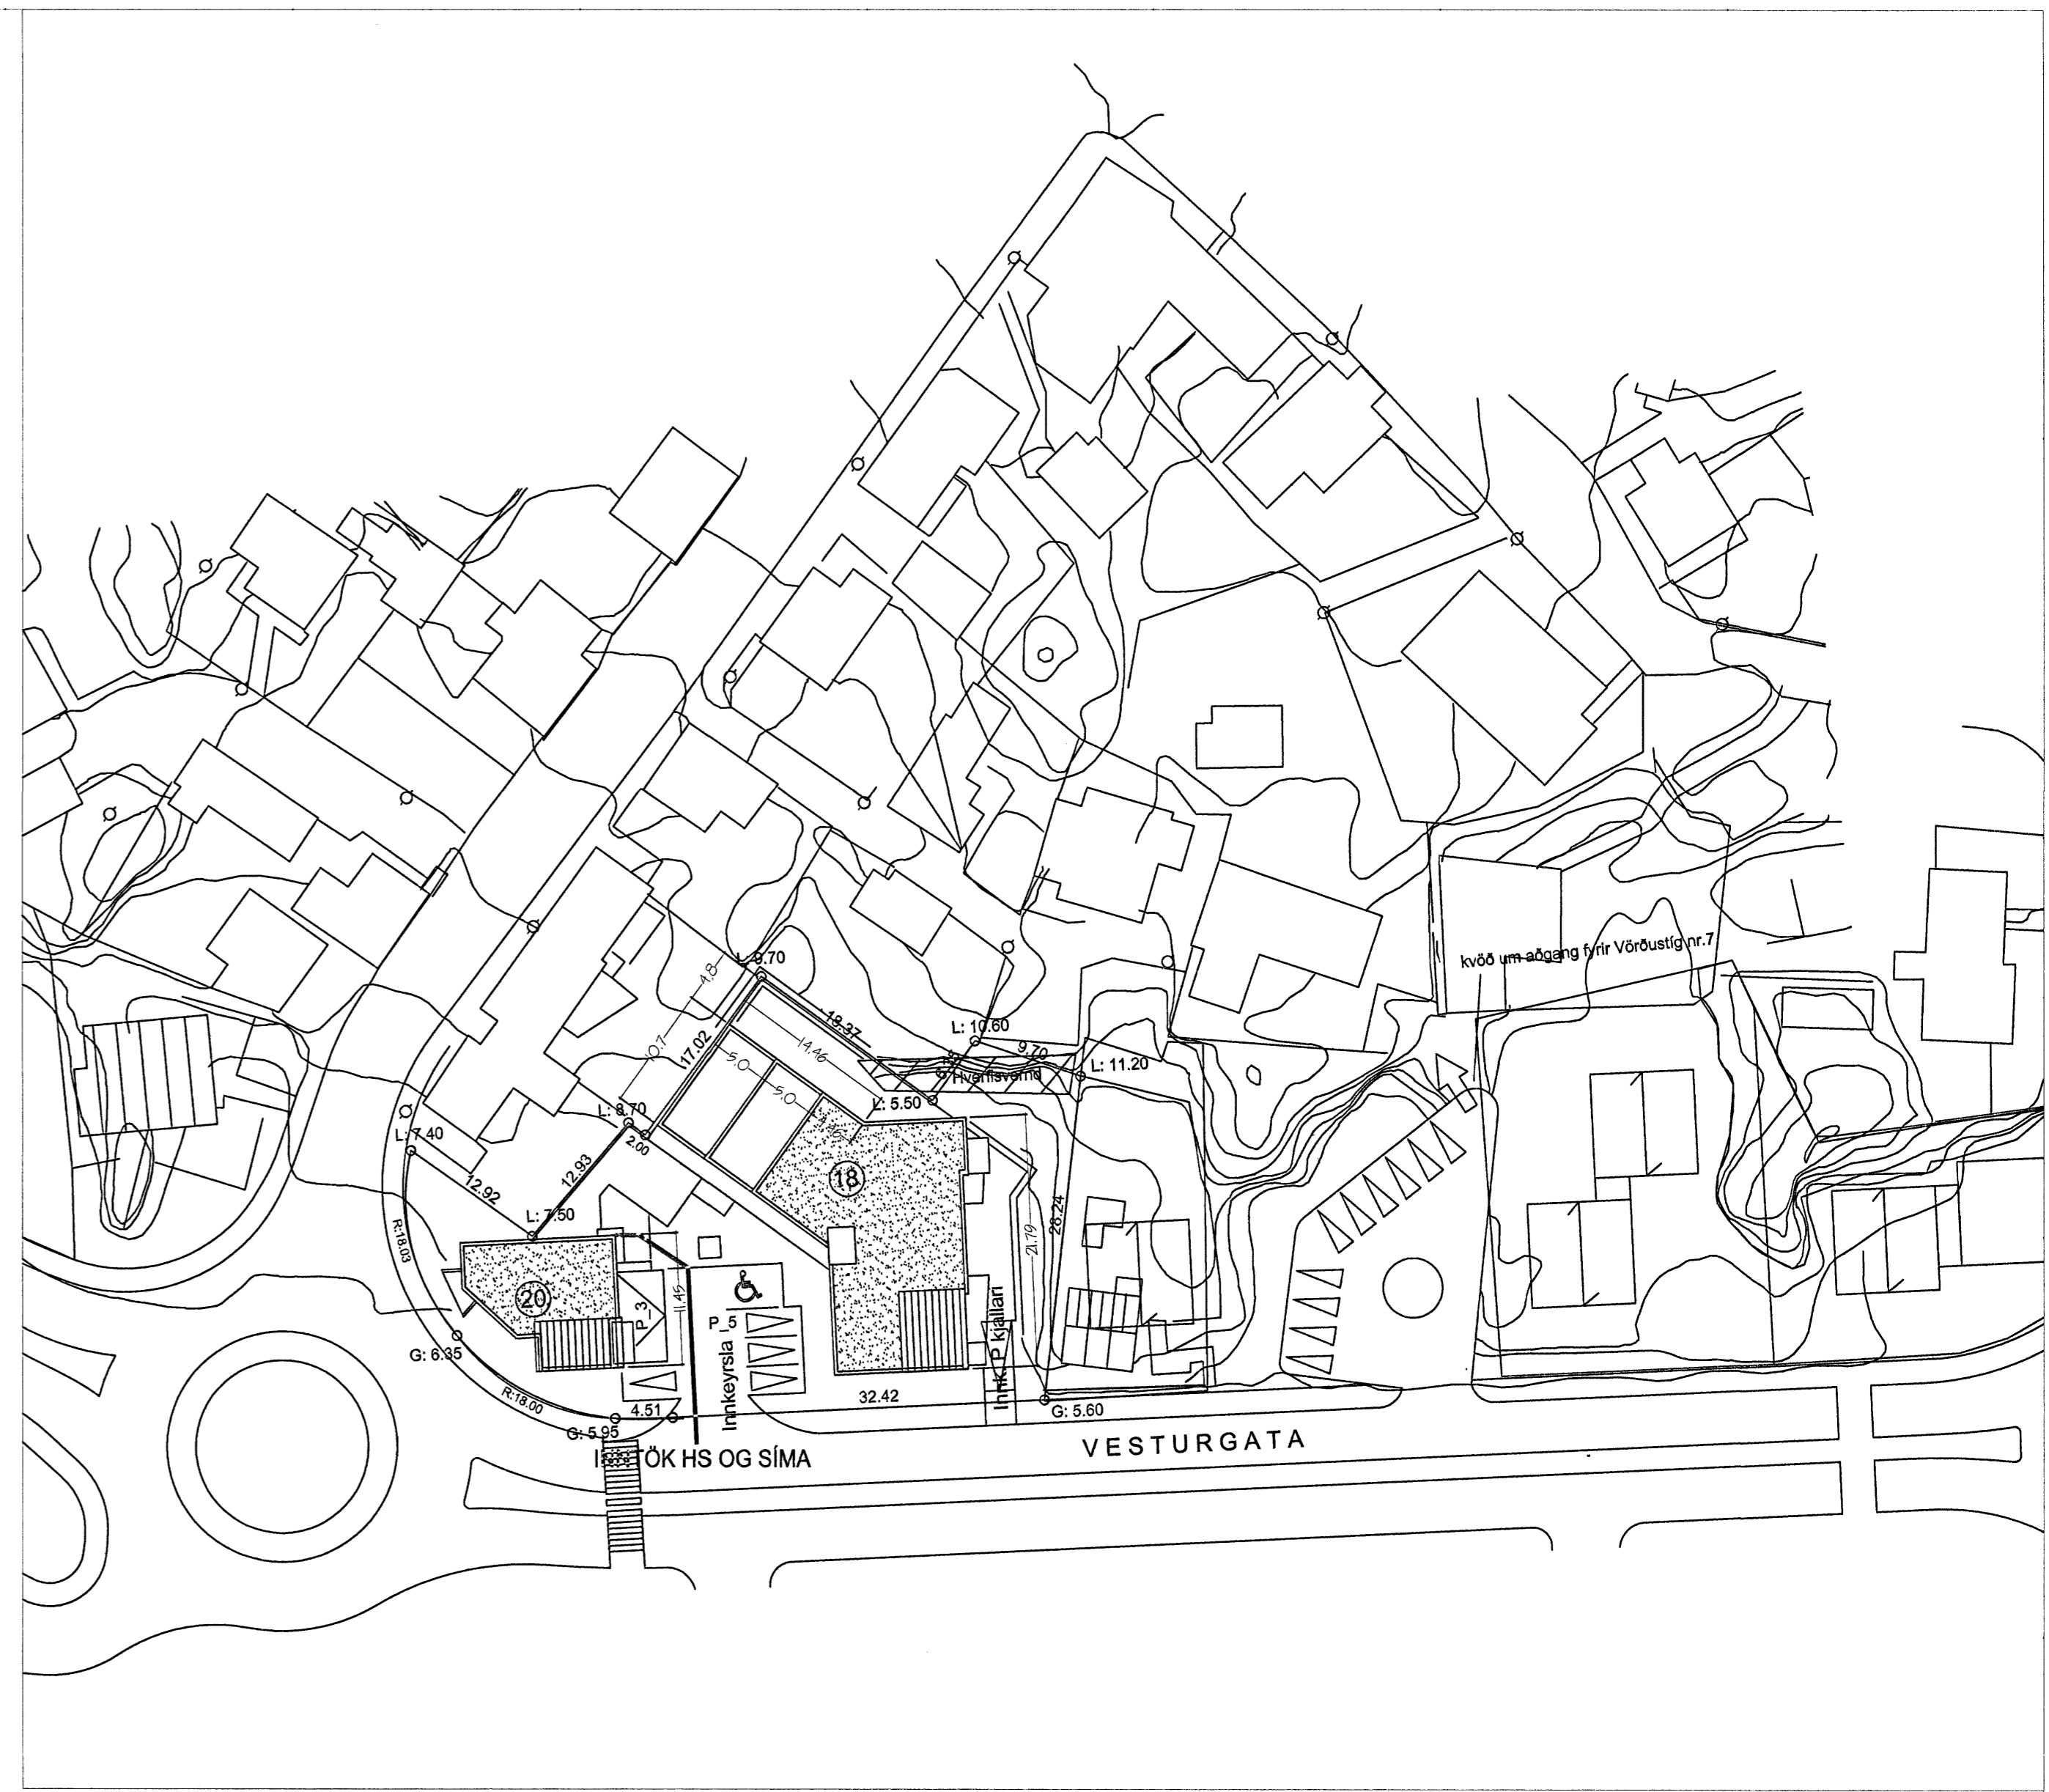 kvöð um aðgang fyrir Vörðustíg nr.7
L: 9.70
4.8
18.37
L: 10.60
10.7
17.02
14.46
9.70
5.0
Hverfisvernd
L: 11.20
5.0
L: 5.50
L: 8.70
L: 7.40
2.00
12.93
18
12.92
L: 7.50
28.24
21.79
R:18.03
20
P_3
11.45
P_5
Innkeyrsla
Innk. P kjallari
G: 6.35
R:18.00
4.51
32.42
G: 5.60
G: 5.95
TÖK HS OG SÍMA
VESTURGATA